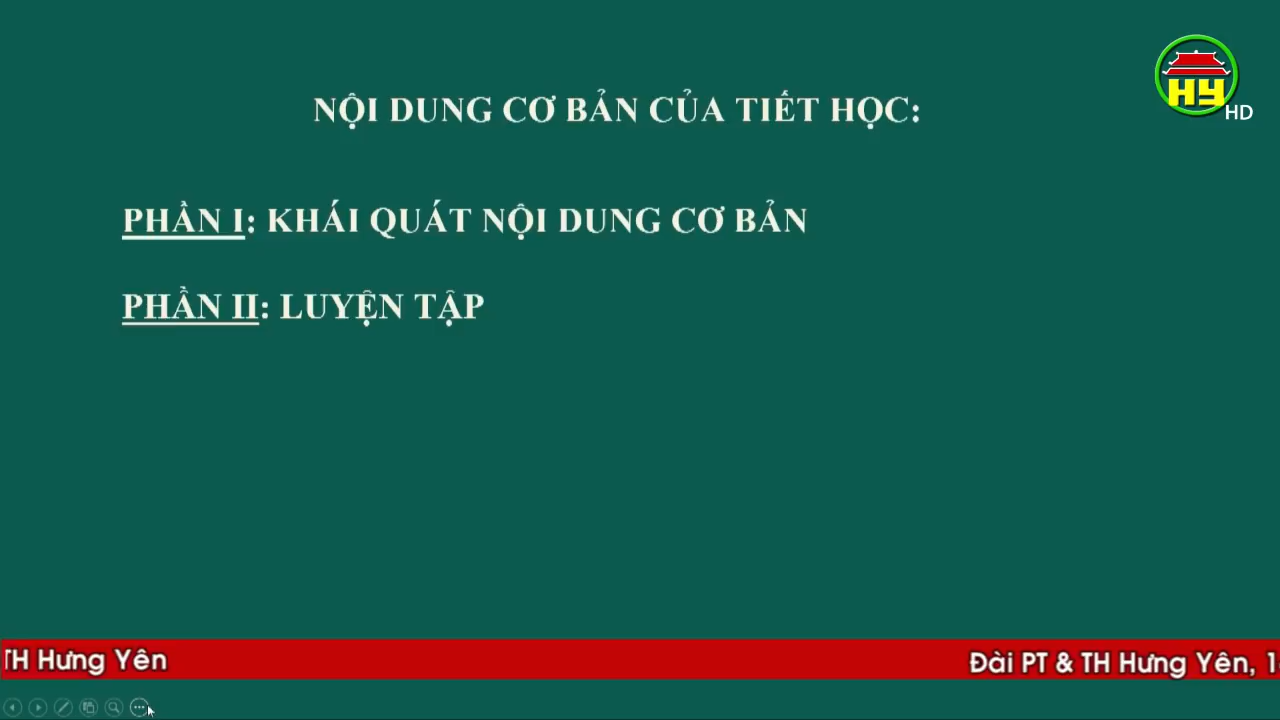 HY
HD
NỘI DUNG CƠ BẢN CỦA TIẾT HỌC:
PHẦN I: KHÁI QUÁT NỘI DUNG CƠ BẢN
PHẦN II: LUYỆN TẬP
TH Hưng Yên
Đài PT & TH Hưng Yên, 1